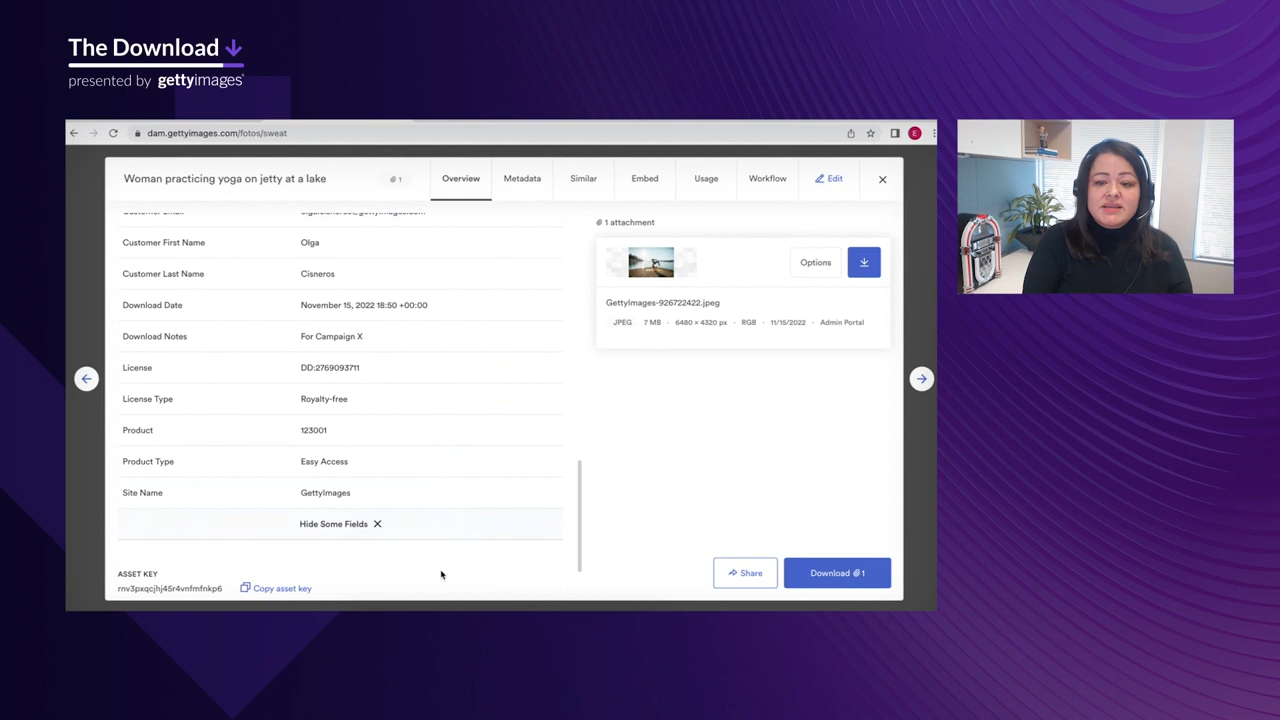 The Download
presented by gettyimages®
dam.gettyimages.com/fotos/sweat
E
Woman practicing yoga on jetty at a lake
1
Overview
Metadata
Similar
Embed
Usage
Workflow
Edit
Customer First Name Olga
Customer Last Name Cisneros
Download Date November 15, 2022 18:50 +00:00
Download Notes For Campaign X
License DD:2769093711
License Type Royalty-free
Product 123001
Product Type Easy Access
Site Name GettyImages
Hide Some Fields
ASSET KEY
rnv3pxqcjhj45r4vnfmfnkp6
Copy asset key
1 attachment
Options
GettyImages-926722422.jpeg
JPEG 7 MB · 6480 × 4320 px · RGB · 11/15/2022 · Admin Portal
Share
Download 1